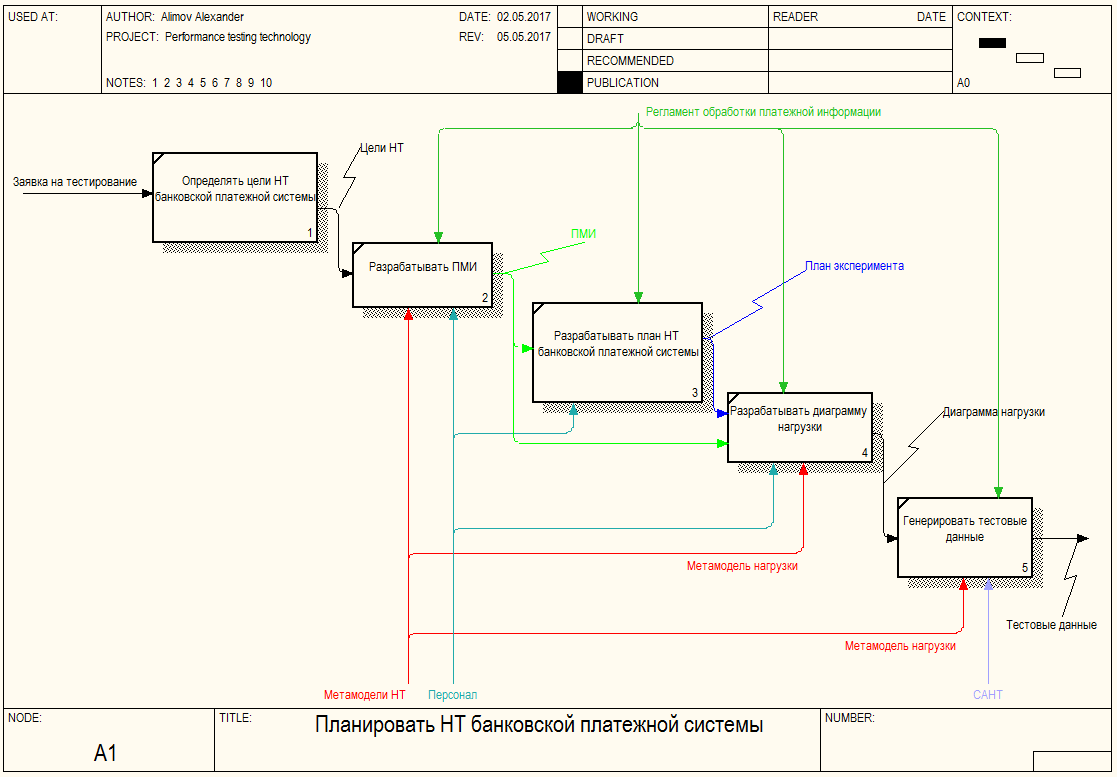 USED AT:
AUTHOR: Alimov Alexander
DATE: 02.05.2017
PROJECT: Performance testing technology
REV: 05.05.2017
NOTES: 1 2 3 4 5 6 7 8 9 10
WORKING
DRAFT
RECOMMENDED
PUBLICATION
READER
DATE
CONTEXT:
A0
Регламент обработки платежной информации
Цели НТ
Заявка на тестирование
Определять цели НТ
банковской платежной системы
1
ПМИ
Разрабатывать ПМИ
2
План эксперимента
Разрабатывать план НТ
банковской платежной системы
3
Диаграмма нагрузки
Разрабатывать диаграмму
нагрузки
4
Генерировать тестовые
данные
5
Метамодель нагрузки
Тестовые данные
Метамодель нагрузки
Метамодели НТ
Персонал
САНТ
NODE:
A1
TITLE:
Планировать НТ банковской платежной системы
NUMBER: